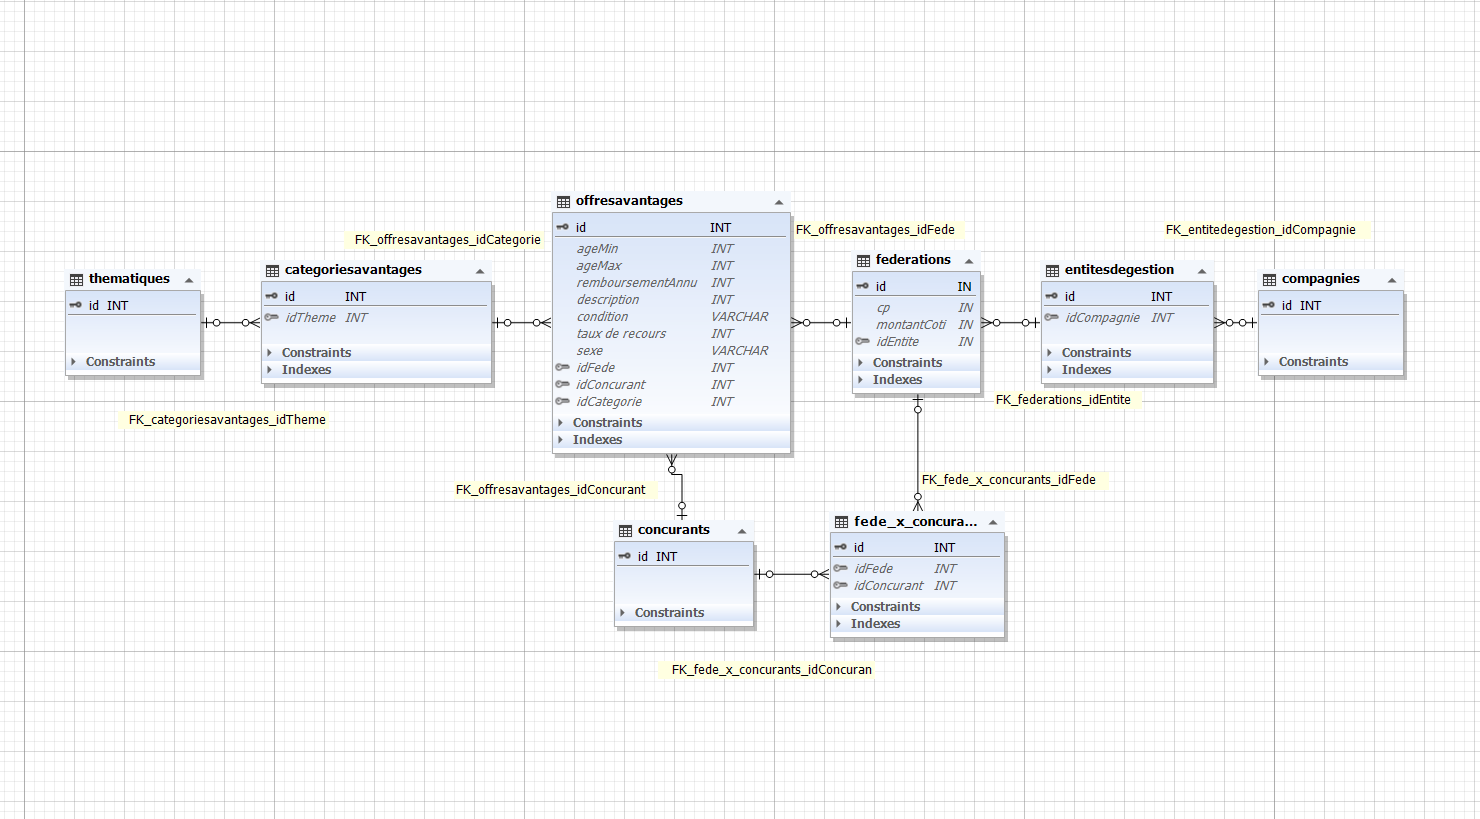 thematiques
id INT
Constraints
FK_categoriesavantages_idTheme
categoriesavantages
id INT
idTheme INT
Constraints
Indexes
FK_offresavantages_idCategorie
offresavantages
id INT
ageMin INT
ageMax INT
remboursementAnnu INT
description INT
condition VARCHAR
taux de recours INT
sexe VARCHAR
idFede INT
idConcurant INT
idCategorie INT
Constraints
Indexes
FK_offresavantages_idFede
federations
id IN
cp IN
montantCoti IN
idEntite IN
Constraints
Indexes
FK_federations_idEntite
entitesdegestion
id INT
idCompagnie INT
Constraints
Indexes
FK_entitedegestion_idCompagnie
compagnies
id INT
Constraints
FK_offresavantages_idConcurant
concurants
id INT
Constraints
FK_fede_x_concurants_idFede
fede_x_concura...
id INT
idFede INT
idConcurant INT
Constraints
Indexes
FK_fede_x_concurants_idConcuran